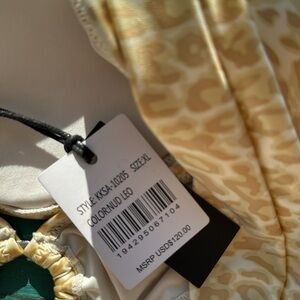 STYLE KKSA-10205 SIZE:XL
COLOR:NUD LEO
194295067104
MSRP USD$120.00